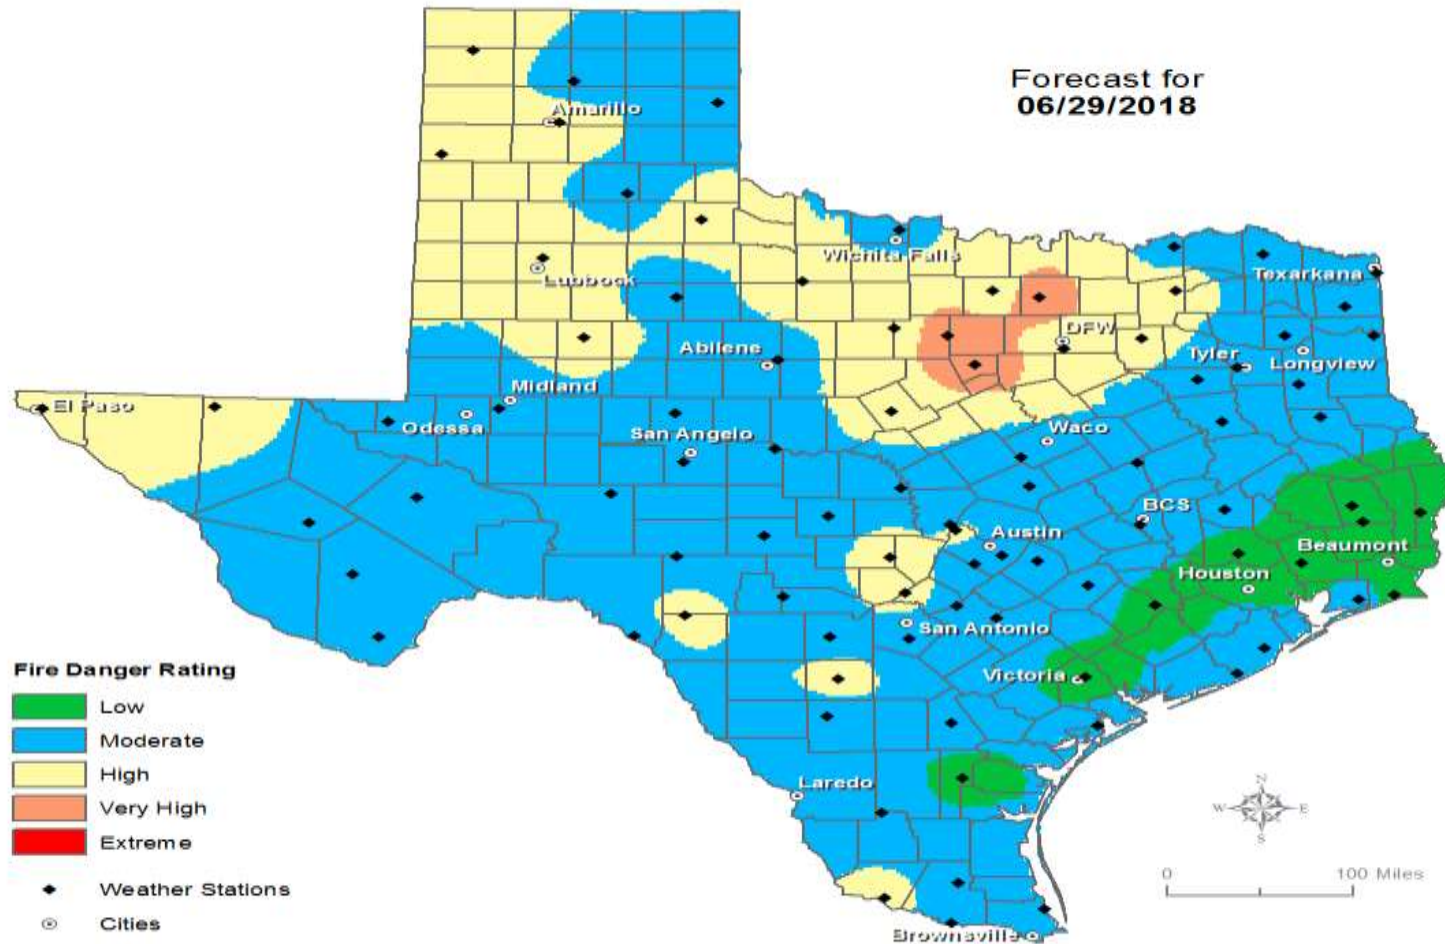 Forecast for
06/29/2018
Amarillo
Wichita Falls
Lubbock
Texarkana
DFW
Abilene
Tyler
Longview
Midland
El Paso
Odessa
San Angelo
Waco
BCS
Austin
Beaumont
Houston
San Antonio
Victoria
Laredo
Brownsville
Fire Danger Rating
Low
Moderate
High
Very High
Extreme
Weather Stations
Cities
N
W E
S
0 100 Miles